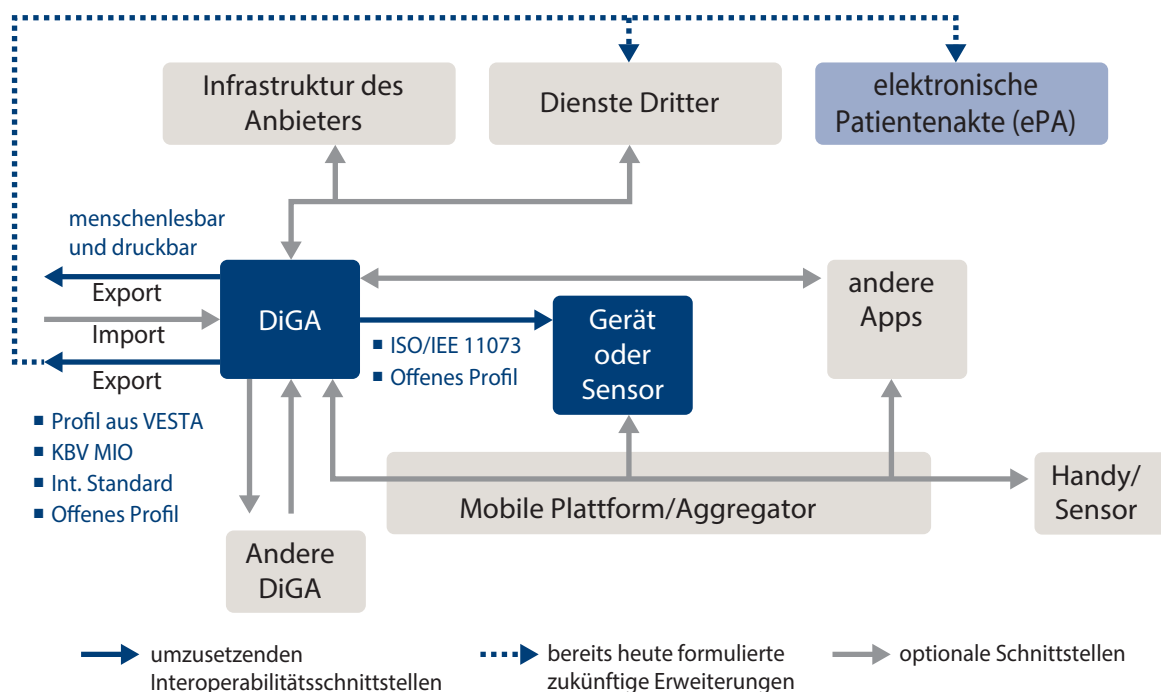 Infrastruktur des
Anbieters
Dienste Dritter
elektronische
Patientenakte (ePA)
menschenlesbar
und druckbar
Export
Import
Export
DiGA
▪ ISO/IEE 11073
▪ Offenes Profil
Gerät
oder
Sensor
andere
Apps
▪ Profil aus VESTA
▪ KBV MIO
▪ Int. Standard
▪ Offenes Profil
Mobile Plattform/Aggregator
Handy/
Sensor
Andere
DiGA
umzusetzenden
Interoperabilitätsschnittstellen
bereits heute formulierte
zukünftige Erweiterungen
optionale Schnittstellen